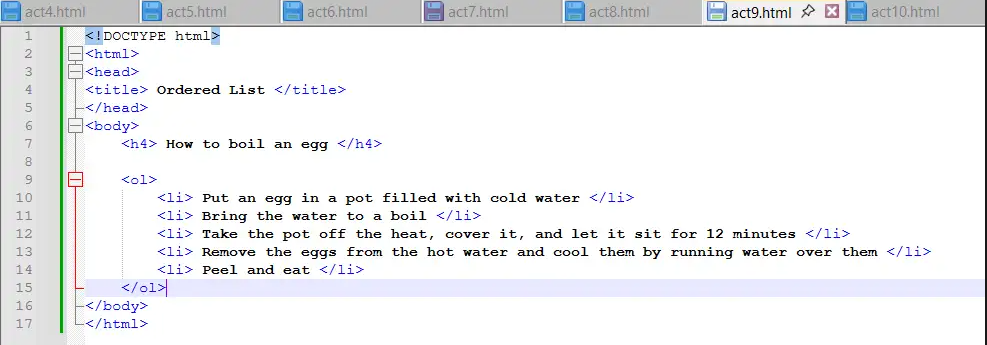 act4.html act5.html act6.html act7.html act8.html act9.html act10.html
1 <!DOCTYPE html>
2 <html>
3 <head>
4 <title> Ordered List </title>
5 </head>
6 <body>
7 <h4> How to boil an egg </h4>
8
9 <ol>
10 <li> Put an egg in a pot filled with cold water </li>
11 <li> Bring the water to a boil </li>
12 <li> Take the pot off the heat, cover it, and let it sit for 12 minutes </li>
13 <li> Remove the eggs from the hot water and cool them by running water over them </li>
14 <li> Peel and eat </li>
15 </ol>
16 </body>
17 </html>